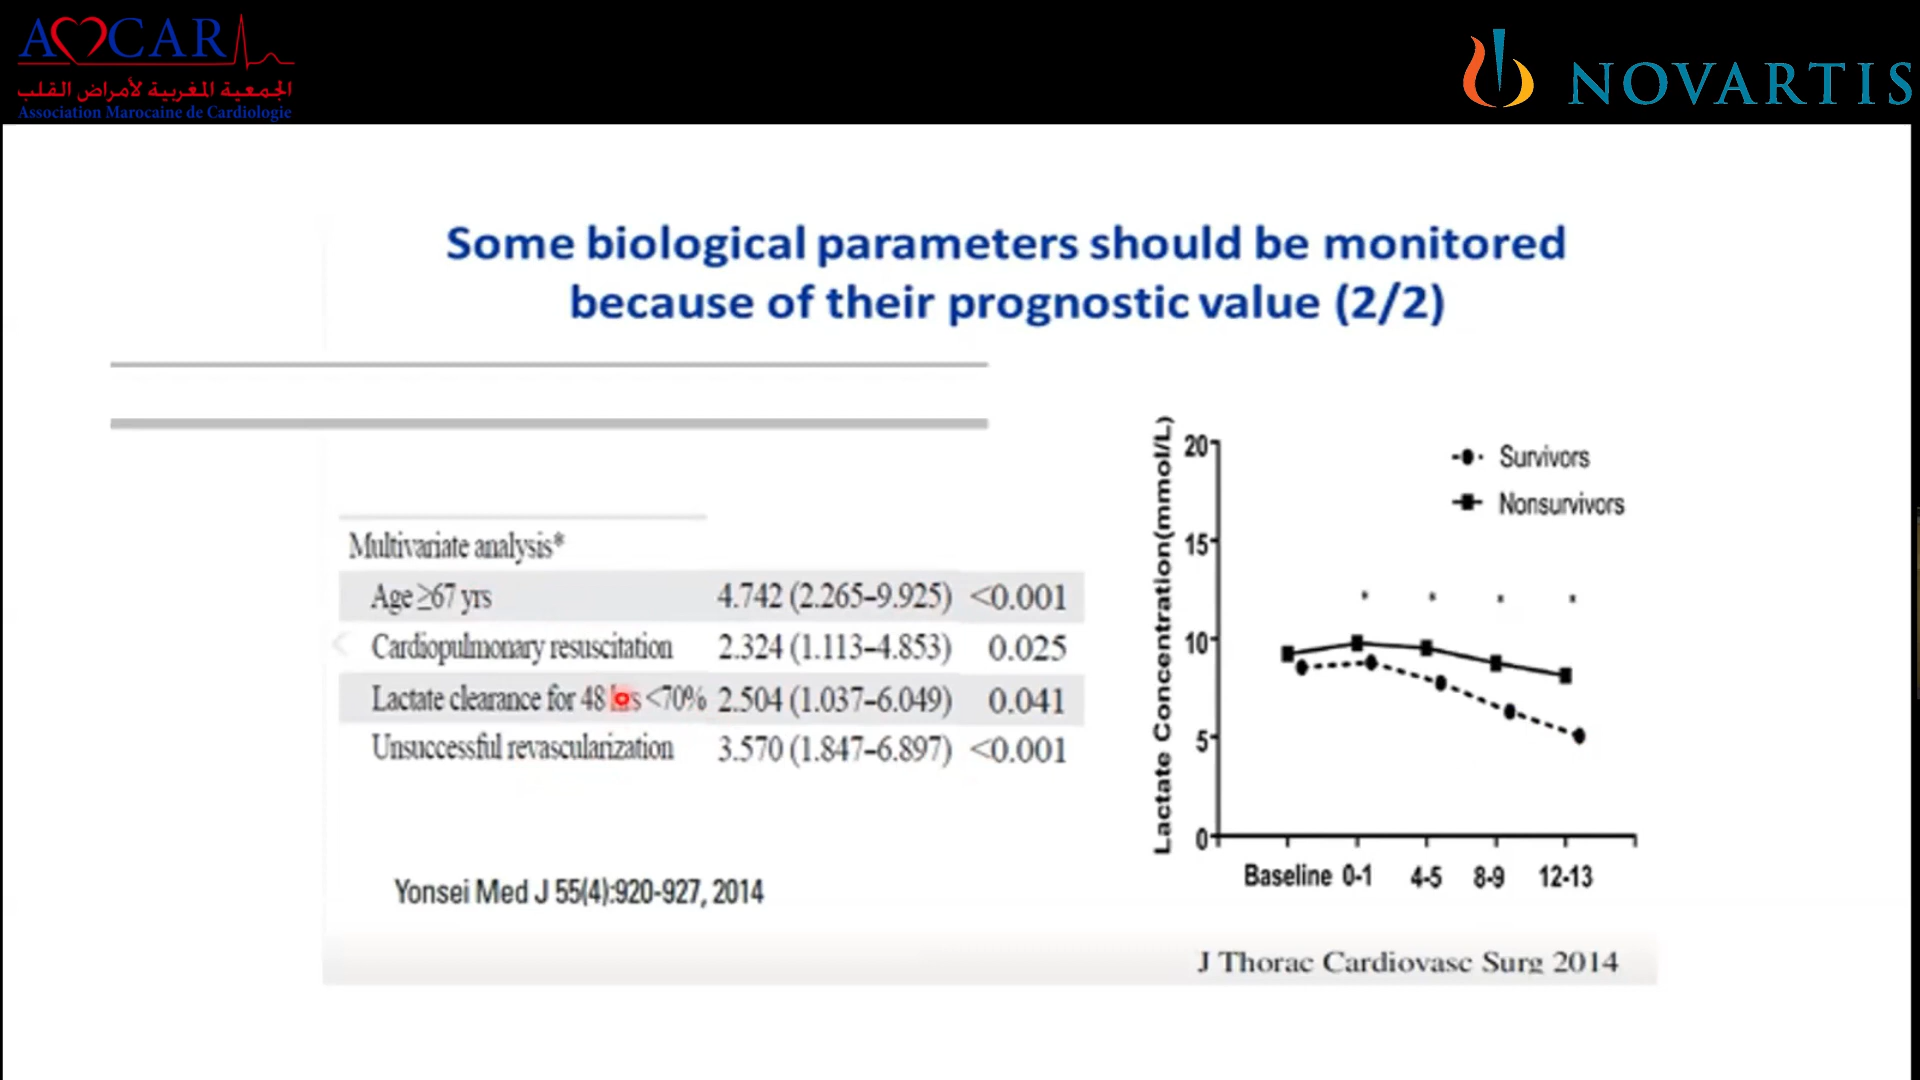 AMCAR
الجمعية المغربية لأمراض القلب
Association Marocaine de Cardiologie
NOVARTIS
Some biological parameters should be monitored
because of their prognostic value (2/2)
Multivariate analysis*
Age ≥67 yrs 4.742 (2.265–9.925) <0.001
Cardiopulmonary resuscitation 2.324 (1.113–4.853) 0.025
Lactate clearance for 48 hrs <70% 2.504 (1.037–6.049) 0.041
Unsuccessful revascularization 3.570 (1.847–6.897) <0.001
Yonsei Med J 55(4):920-927, 2014
Lactate Concentration(mmol/L)
20
15
10
5
0
Survivors
Nonsurvivors
* * * *
Baseline 0-1 4-5 8-9 12-13
J Thorac Cardiovasc Surg 2014